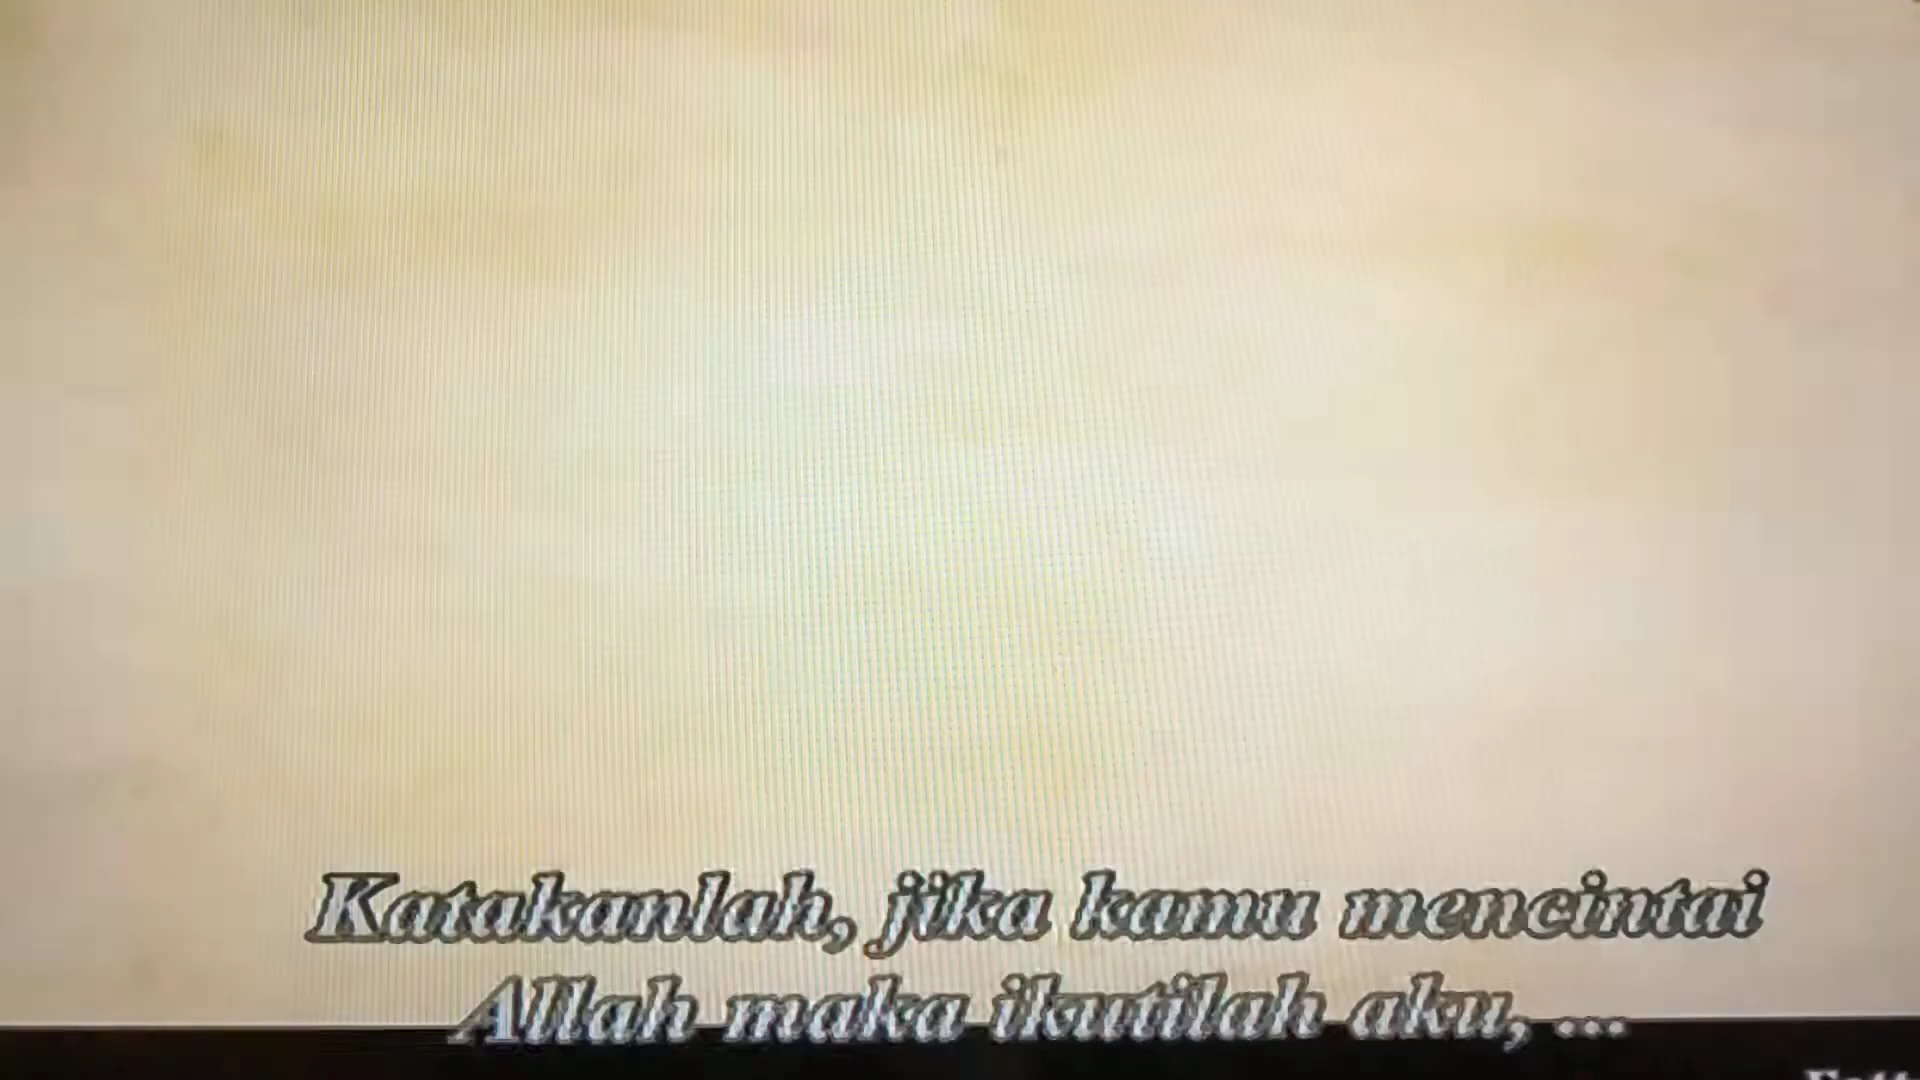 Katakanlah, jika kamu mencintai
Allah maka ikutilah aku, ...